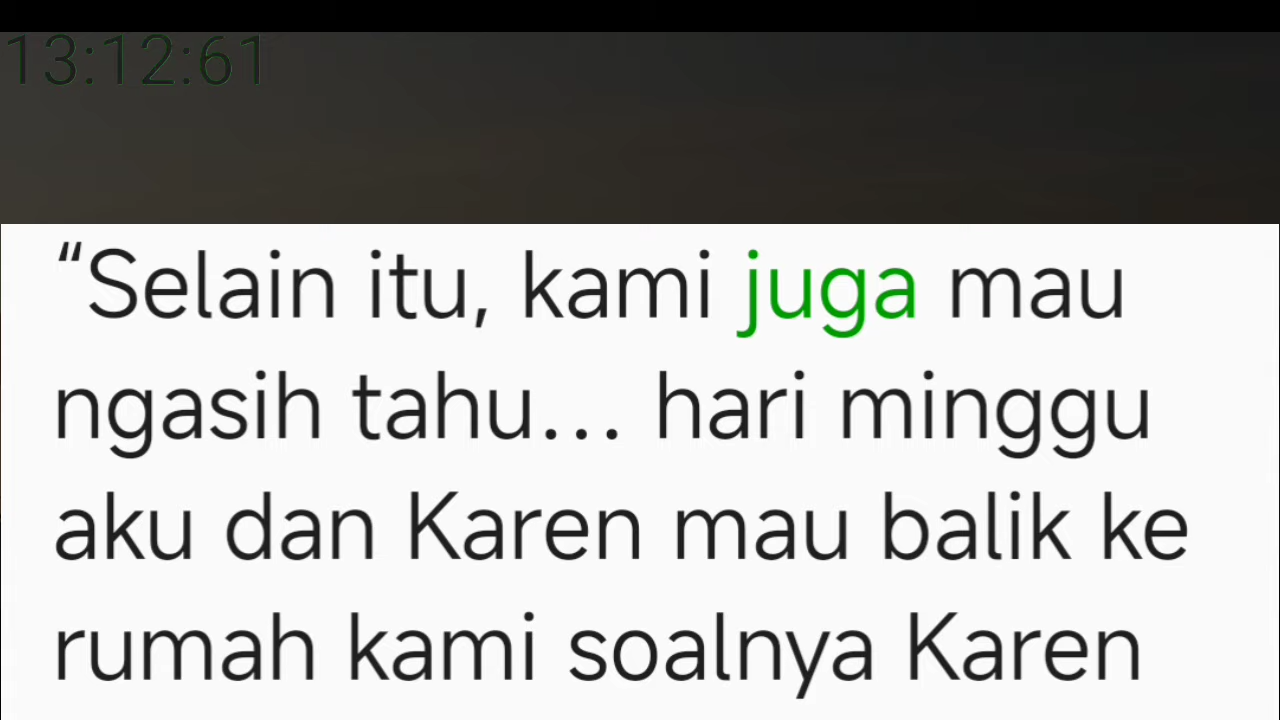 13:12:61
“Selain itu, kami juga mau
ngasih tahu... hari minggu
aku dan Karen mau balik ke
rumah kami soalnya Karen